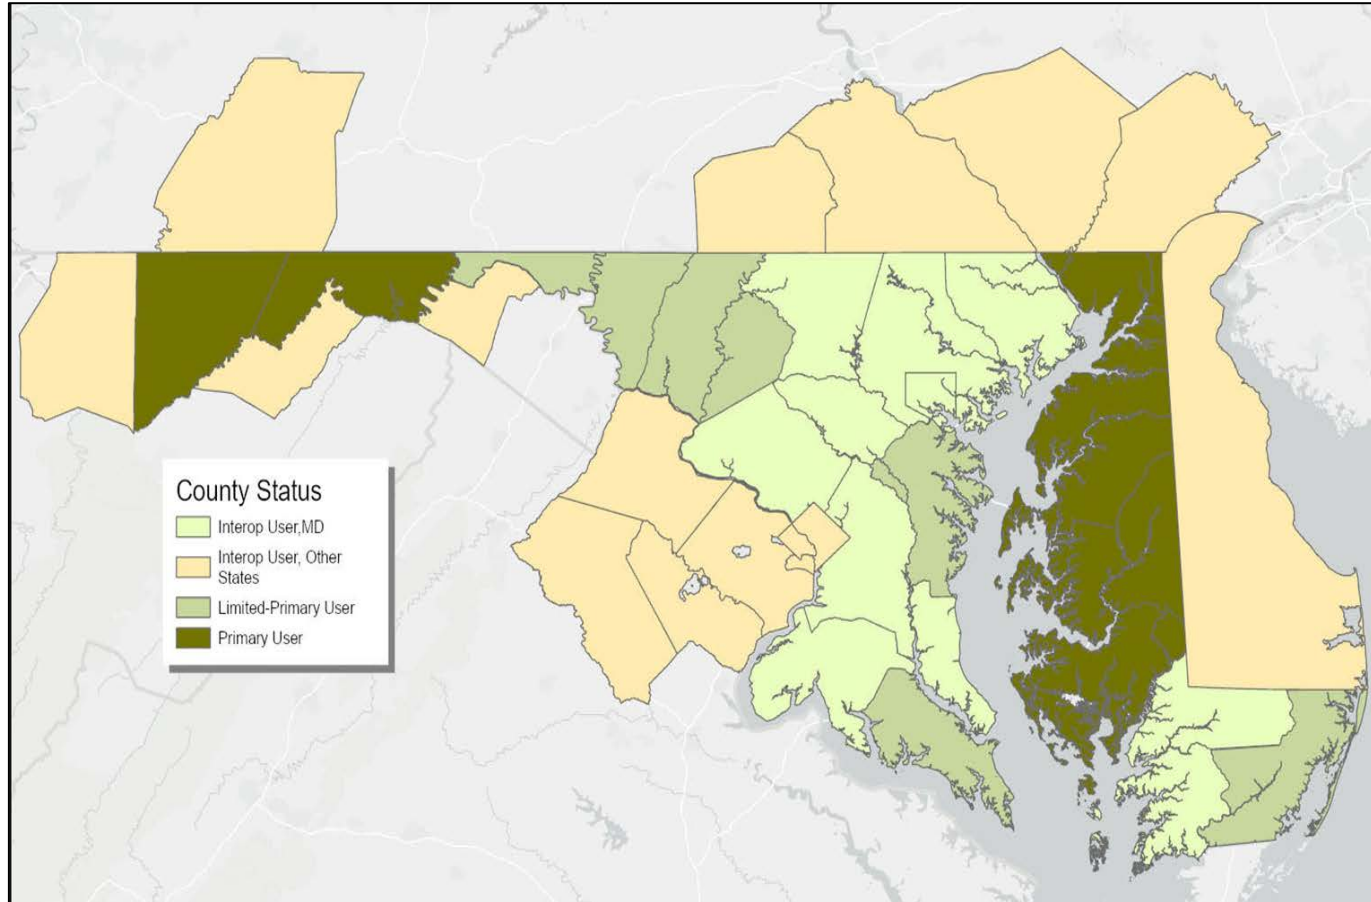 County Status
Interop User,MD
Interop User, Other
States
Limited-Primary User
Primary User